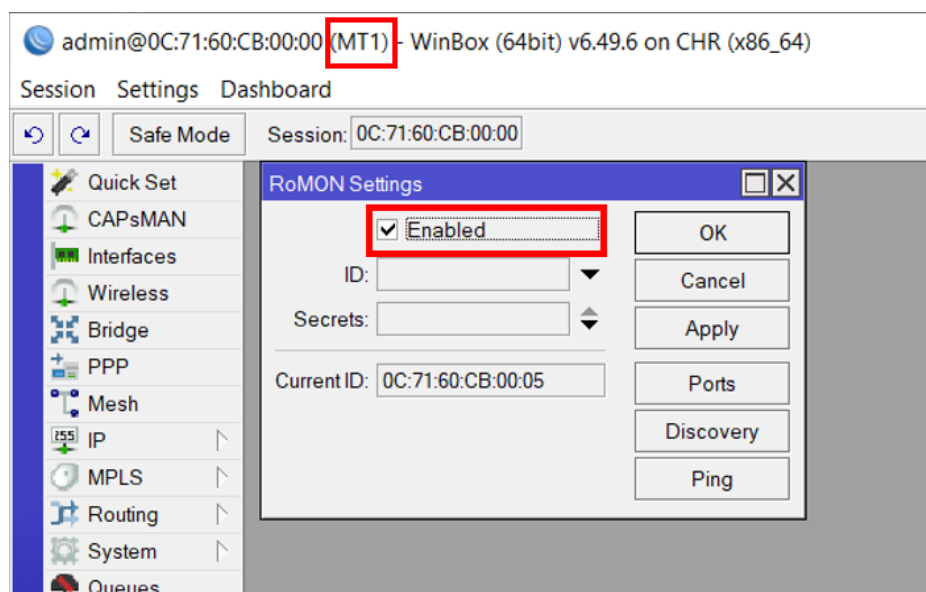 admin@0C:71:60:CB:00:00 (MT1) - WinBox (64bit) v6.49.6 on CHR (x86_64)
Session Settings Dashboard
Safe Mode Session: 0C:71:60:CB:00:00
Quick Set
CAPsMAN
Interfaces
Wireless
Bridge
PPP
Mesh
255 IP
MPLS
Routing
System
Queues
RoMON Settings
Enabled
ID:
Secrets:
Current ID: 0C:71:60:CB:00:05
OK
Cancel
Apply
Ports
Discovery
Ping